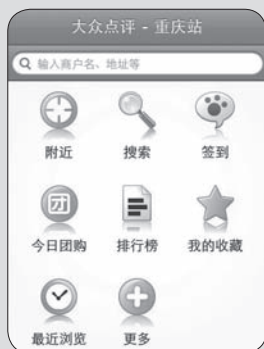 大众点评 - 重庆站
输入商户名、地址等
附近 搜索 签到
团
今日团购 排行榜 我的收藏
最近浏览 更多